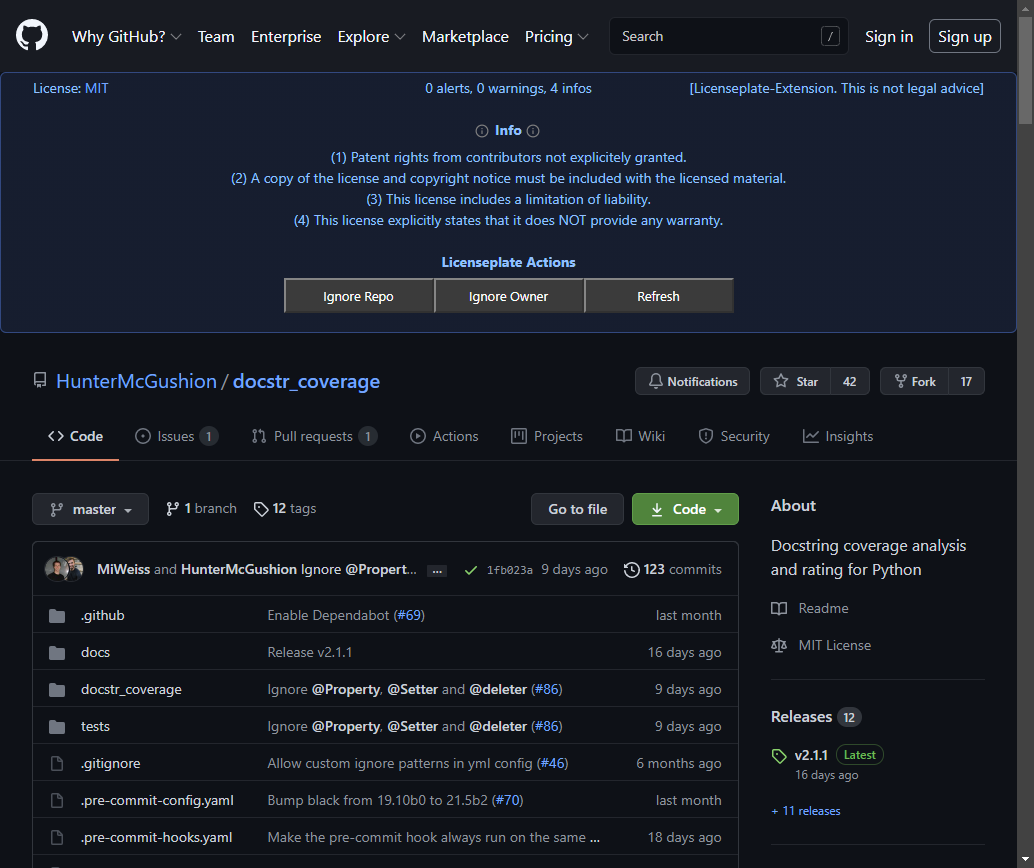 Why GitHub? Team Enterprise Explore Marketplace Pricing Search / Sign in Sign up
License: MIT 0 alerts, 0 warnings, 4 infos [Licenseplate-Extension. This is not legal advice]
Info
(1) Patent rights from contributors not explicitely granted.
(2) A copy of the license and copyright notice must be included with the licensed material.
(3) This license includes a limitation of liability.
(4) This license explicitly states that it does NOT provide any warranty.
Licenseplate Actions
Ignore Repo Ignore Owner Refresh
HunterMcGushion / docstr_coverage Notifications Star 42 Fork 17
Code Issues 1 Pull requests 1 Actions Projects Wiki Security Insights
master 1 branch 12 tags Go to file Code
MiWeiss and HunterMcGushion Ignore @Propert... ... 1fb023a 9 days ago 123 commits
.github Enable Dependabot (#69) last month
docs Release v2.1.1 16 days ago
docstr_coverage Ignore @Property, @Setter and @deleter (#86) 9 days ago
tests Ignore @Property, @Setter and @deleter (#86) 9 days ago
.gitignore Allow custom ignore patterns in yml config (#46) 6 months ago
.pre-commit-config.yaml Bump black from 19.10b0 to 21.5b2 (#70) last month
.pre-commit-hooks.yaml Make the pre-commit hook always run on the same ... 18 days ago
About
Docstring coverage analysis
and rating for Python
Readme
MIT License
Releases 12
v2.1.1 Latest
16 days ago
+ 11 releases